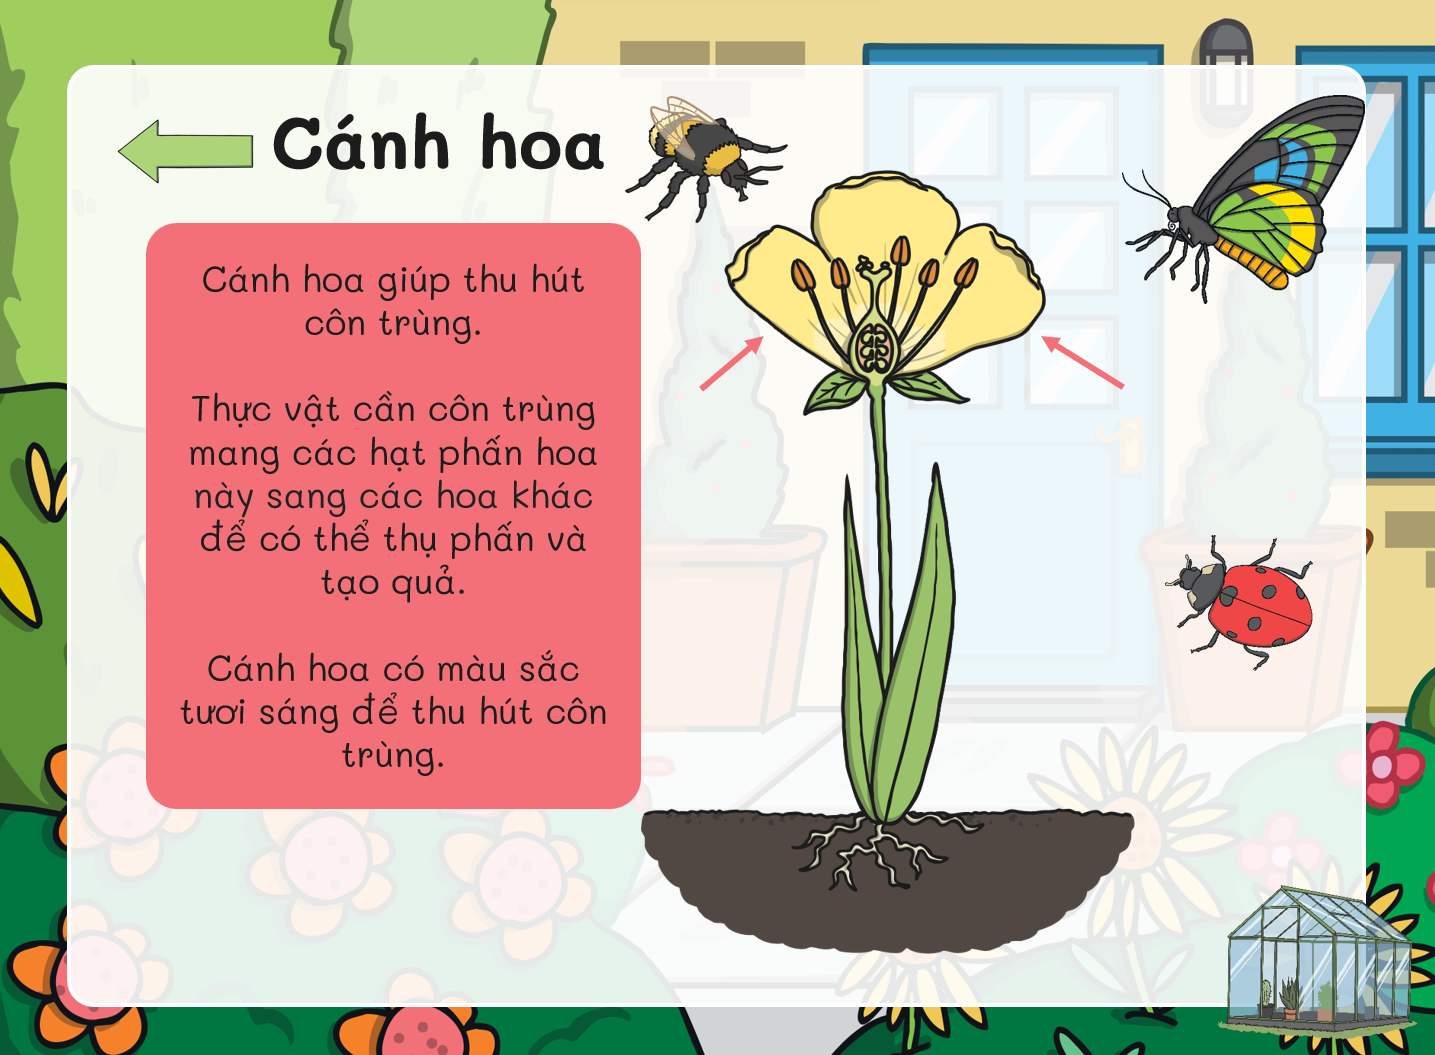 Cánh hoa
Cánh hoa giúp thu hút
côn trùng.
Thực vật cần côn trùng
mang các hạt phấn hoa
này sang các hoa khác
để có thể thụ phấn và
tạo quả.
Cánh hoa có màu sắc
tươi sáng để thu hút côn
trùng.